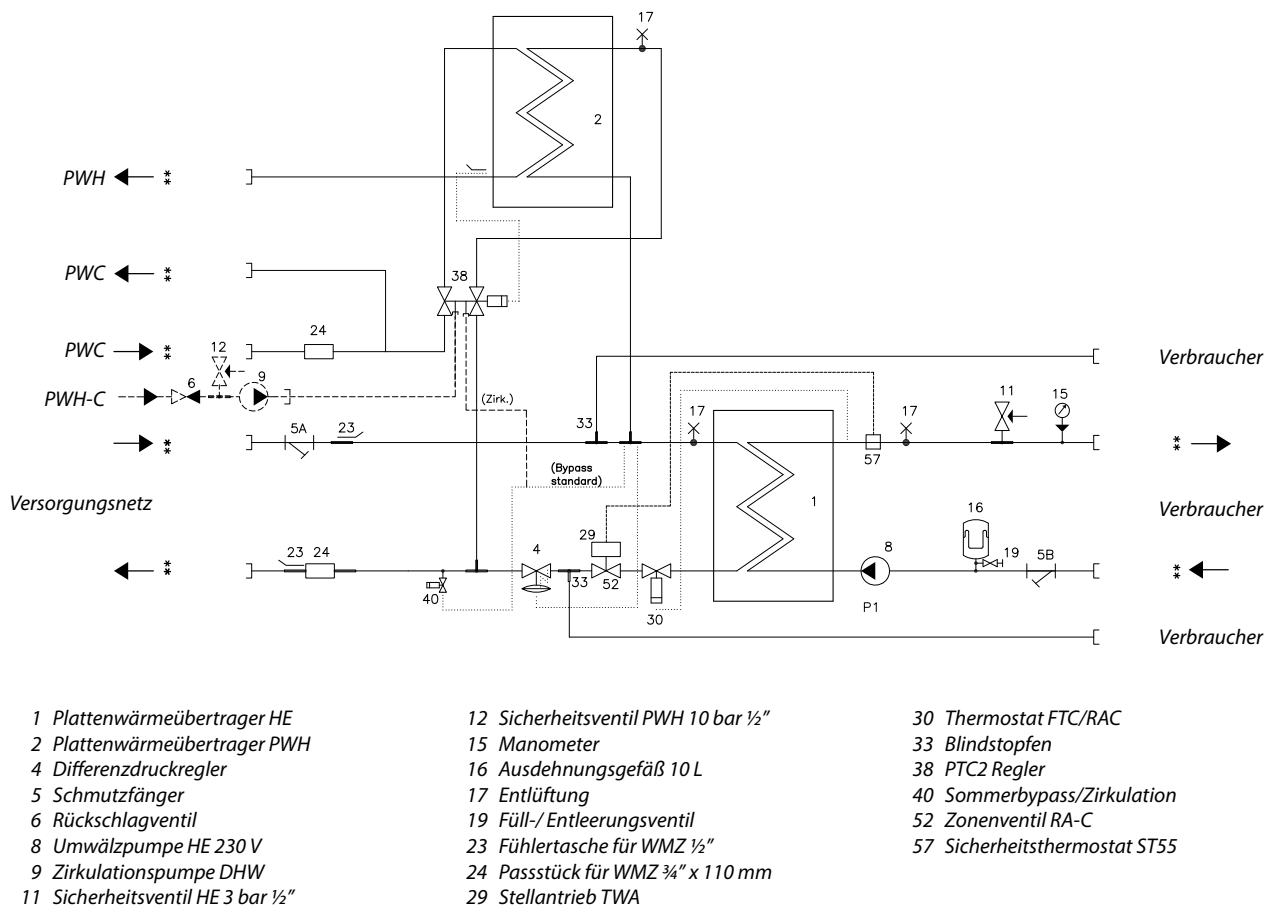 17
2
PWH
**
PWC
**
38
24
PWC
**
12
6
9
PWH-C
Verbraucher
(Zirk.)
11
15
5A
23
33
17
17
**
**
57
(Bypass
standard)
Versorgungsnetz
1
Verbraucher
16
29
8
23
24
4
19
5B
**
**
40
33
52
30
P1
Verbraucher
1 Plattenwärmeübertrager HE
2 Plattenwärmeübertrager PWH
4 Differenzdruckregler
5 Schmutzfänger
6 Rückschlagventil
8 Umwälzpumpe HE 230 V
9 Zirkulationspumpe DHW
11 Sicherheitsventil HE 3 bar ½”
12 Sicherheitsventil PWH 10 bar ½”
15 Manometer
16 Ausdehnungsgefäß 10 L
17 Entlüftung
19 Füll-/ Entleerungsventil
23 Fühlertasche für WMZ ½”
24 Passstück für WMZ ¾” x 110 mm
29 Stellantrieb TWA
30 Thermostat FTC/RAC
33 Blindstopfen
38 PTC2 Regler
40 Sommerbypass/Zirkulation
52 Zonenventil RA-C
57 Sicherheitsthermostat ST55